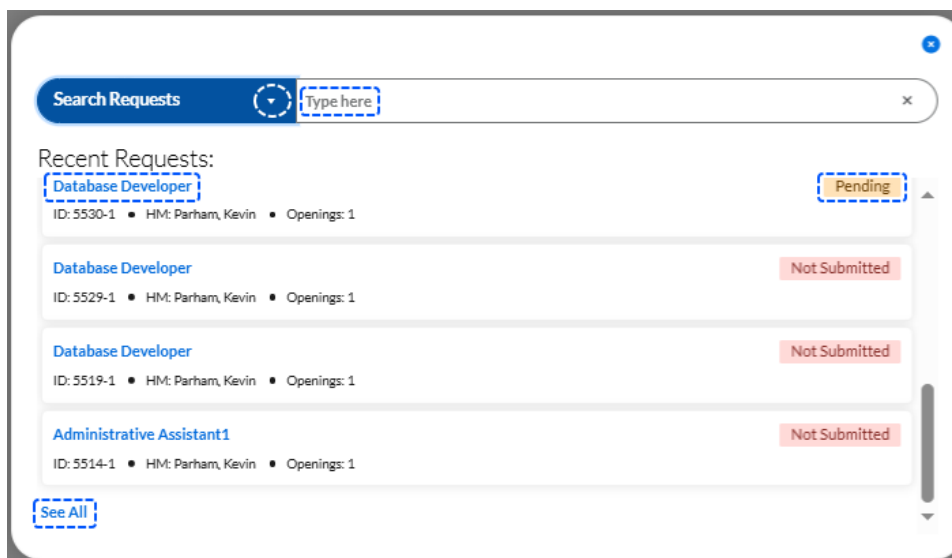 Search Requests Type here
Recent Requests:
Database Developer Pending
ID: 5530-1 • HM: Parham, Kevin • Openings: 1
Database Developer Not Submitted
ID: 5529-1 • HM: Parham, Kevin • Openings: 1
Database Developer Not Submitted
ID: 5519-1 • HM: Parham, Kevin • Openings: 1
Administrative Assistant1 Not Submitted
ID: 5514-1 • HM: Parham, Kevin • Openings: 1
See All